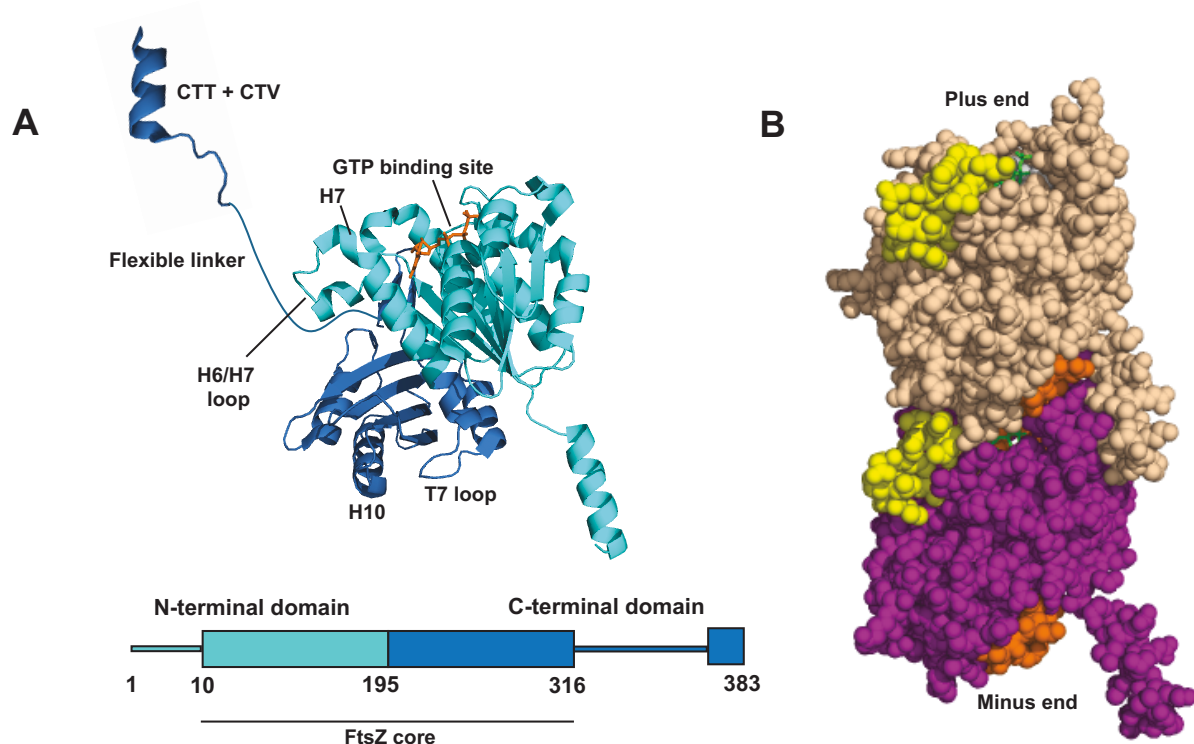 A
CTT + CTV
GTP binding site
H7
Flexible linker
H6/H7
loop
T7 loop
H10
N-terminal domain
C-terminal domain
1
10
195
316
383
FtsZ core
B
Plus end
Minus end